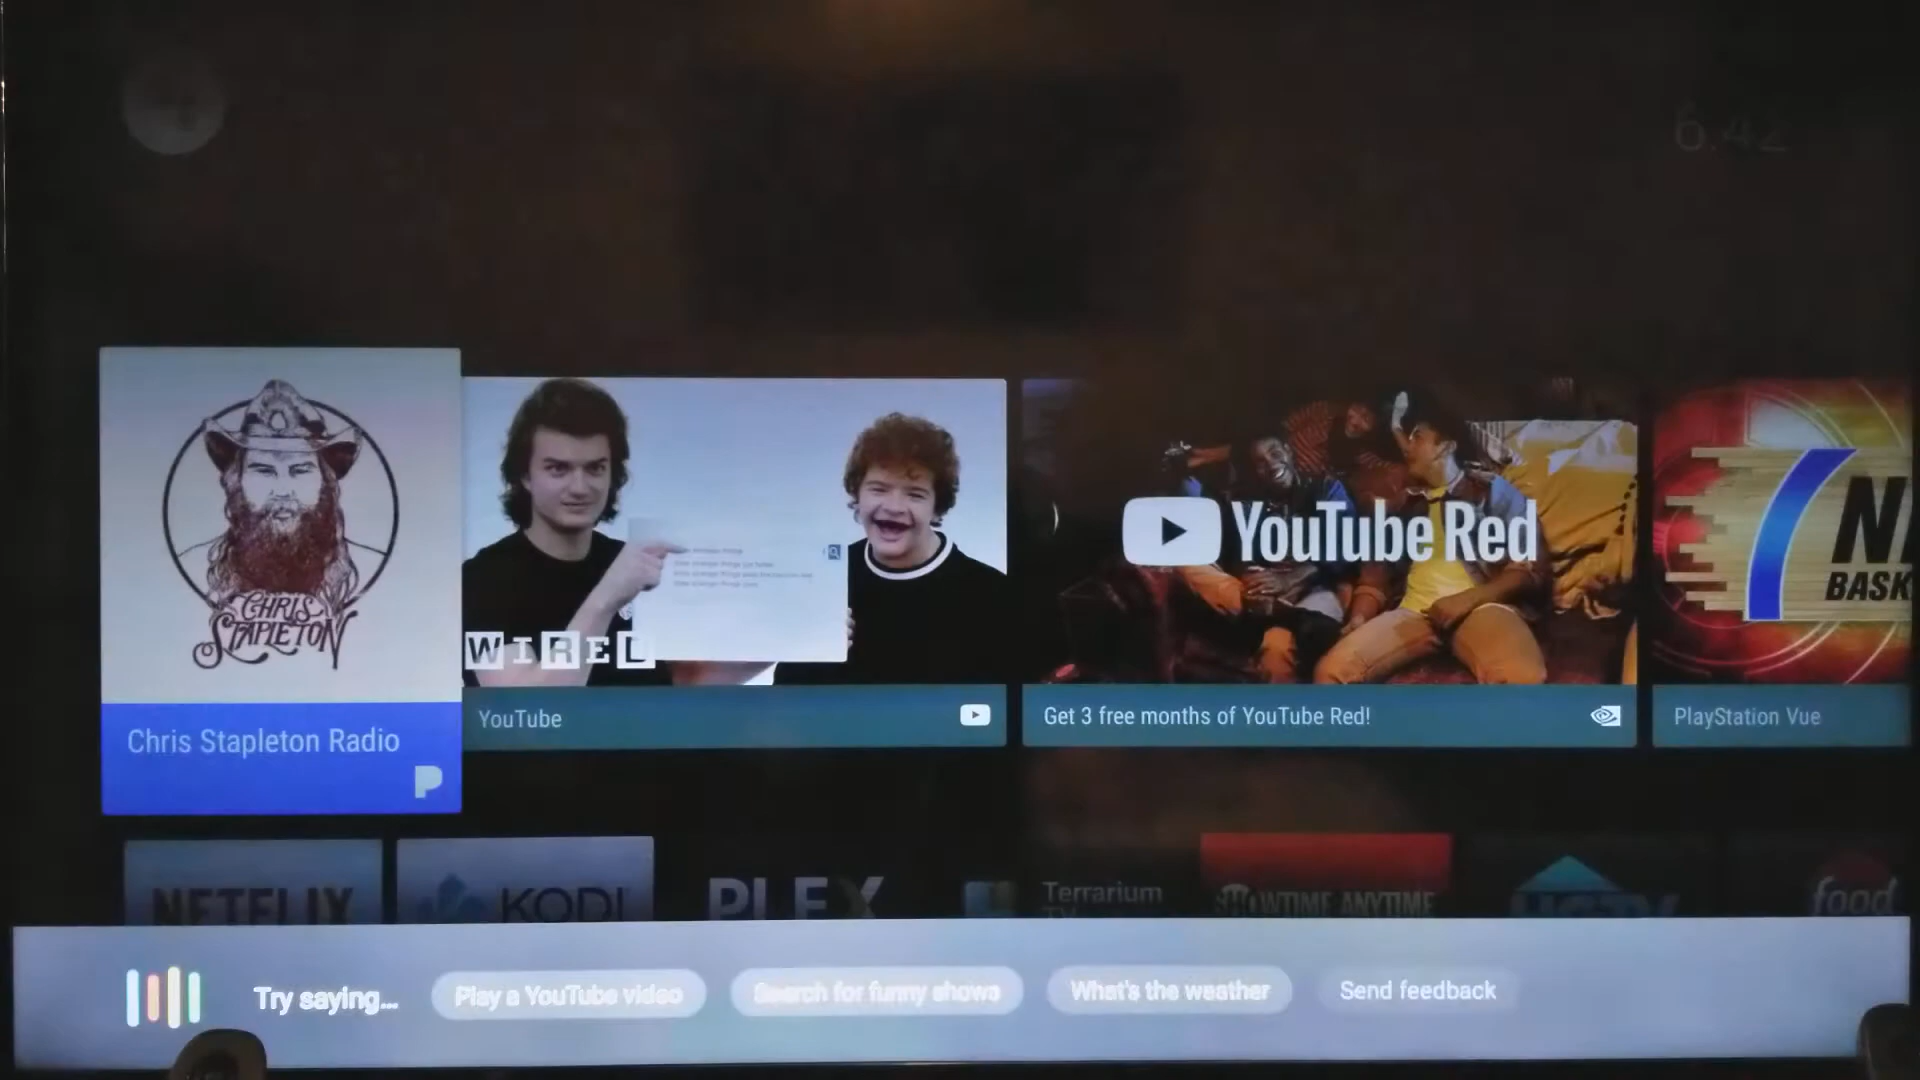 6:42
CHRIS
STAPLETON
WIRED
YouTube Red
N
BASK
Chris Stapleton Radio
YouTube
Get 3 free months of YouTube Red!
PlayStation Vue
NETFLIX
KODI
PLEX
Terrarium
TV
SHOWTIME ANYTIME
HGTV
food
Try saying...
Play a YouTube video
Search for funny shows
What's the weather
Send feedback